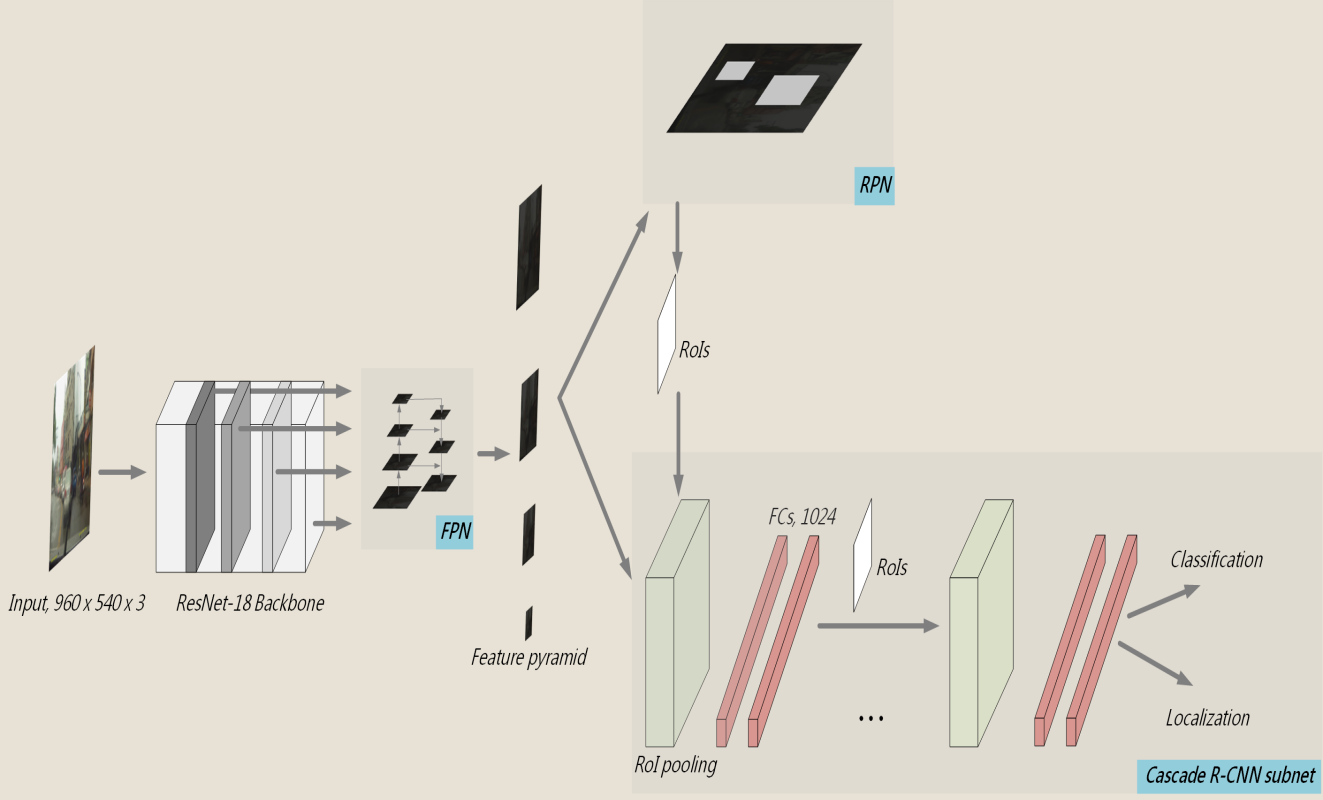 RPN
RoIs
FPN
FCs, 1024
RoIs
Classification
Input, 960 x 540 x 3
ResNet-18 Backbone
Feature pyramid
...
Localization
RoI pooling
Cascade R-CNN subnet